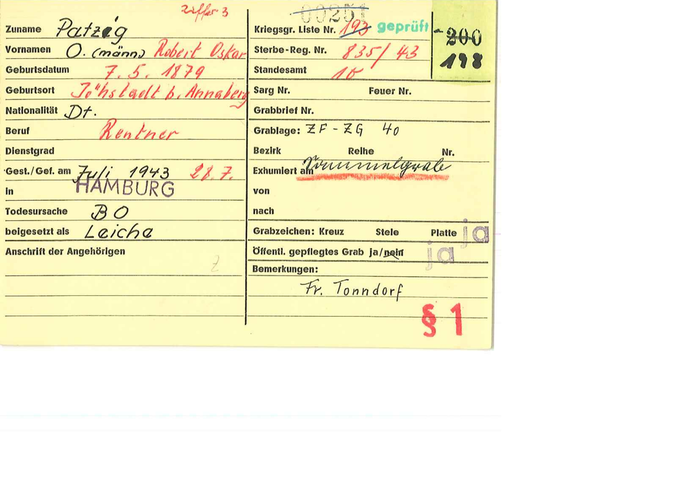 Ziffer 3
00251
Zuname Patzig
Kriegsgr. Liste Nr. 193 geprüft
- 200
198
Vornamen O. (männ) Robert Oskar
Sterbe-Reg. Nr. 835/43
Geburtsdatum 7. 5. 1879
Standesamt 1b
Geburtsort Jöhstadt b. Annaberg
Sarg Nr. Feuer Nr.
Nationalität Dt.
Grabbrief Nr.
Beruf Rentner
Grablage: ZF - ZG 40
Dienstgrad
Bezirk Reihe Nr.
Gest./Gef. am Juli 1943 28.7.
Exhumiert am Sammelgrab
in HAMBURG
von
Todesursache BO
nach
beigesetzt als Leiche
Grabzeichen: Kreuz Stele Platte ja
Anschrift der Angehörigen
Öffentl. gepflegtes Grab ja/nein ja
Bemerkungen:
Fr. Tonndorf
§ 1